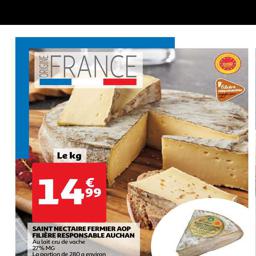 ORIGINE
FRANCE
Le kg
14€99
SAINT NECTAIRE FERMIER AOP
FILIÈRE RESPONSABLE AUCHAN
Au lait cru de vache
27% MG
La portion de 280 g environ